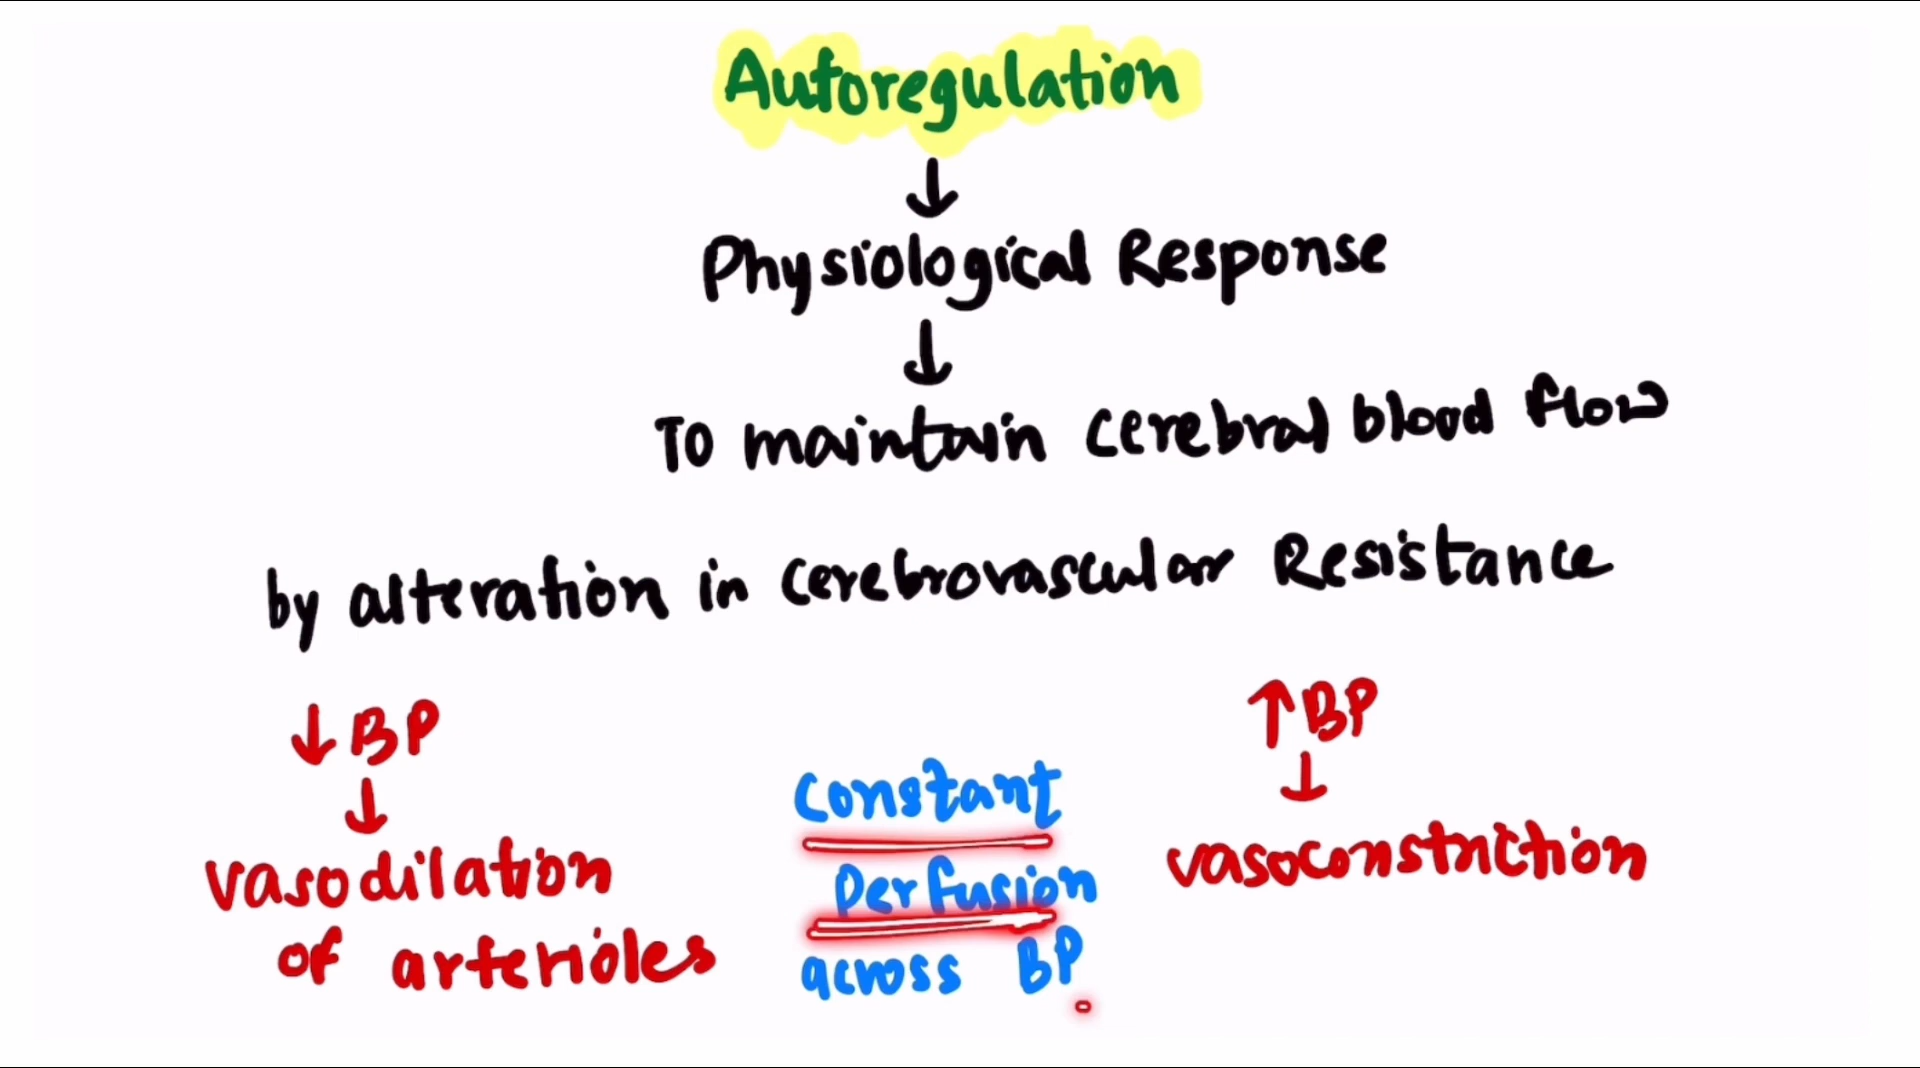 Autoregulation
↓
Physiological Response
↓
To maintain cerebral blood flow
by alteration in cerebrovascular Resistance
↓ BP
↓
vasodilation
of arterioles
constant
perfusion
across BP
↑ BP
↓
vasoconstriction